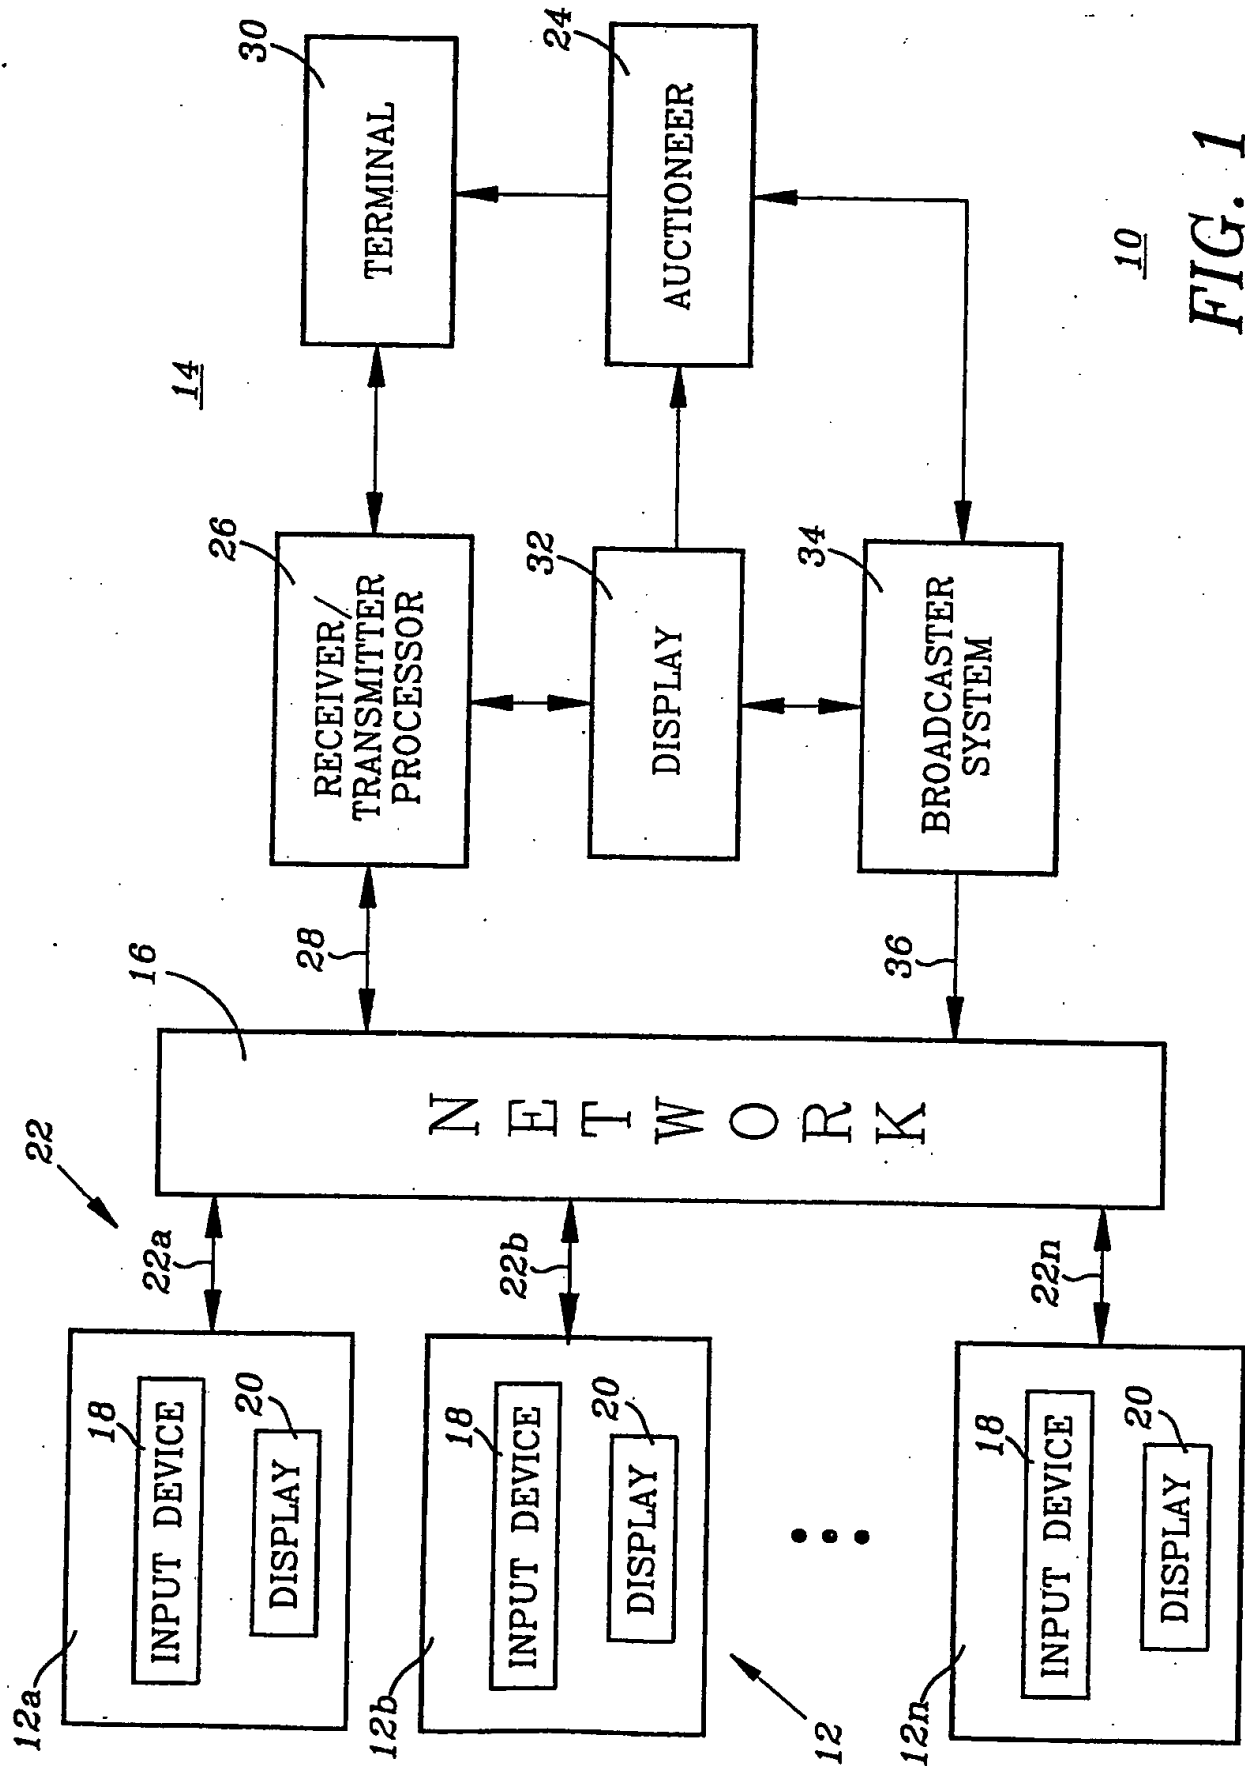 12a
18
INPUT DEVICE
20
DISPLAY
12b
18
INPUT DEVICE
20
DISPLAY
12
12n
18
INPUT DEVICE
20
DISPLAY
22
22a
22b
22n
16
NETWORK
28
36
14
26
RECEIVER/
TRANSMITTER
PROCESSOR
32
DISPLAY
34
BROADCASTER
SYSTEM
30
TERMINAL
24
AUCTIONEER
10
FIG. 1